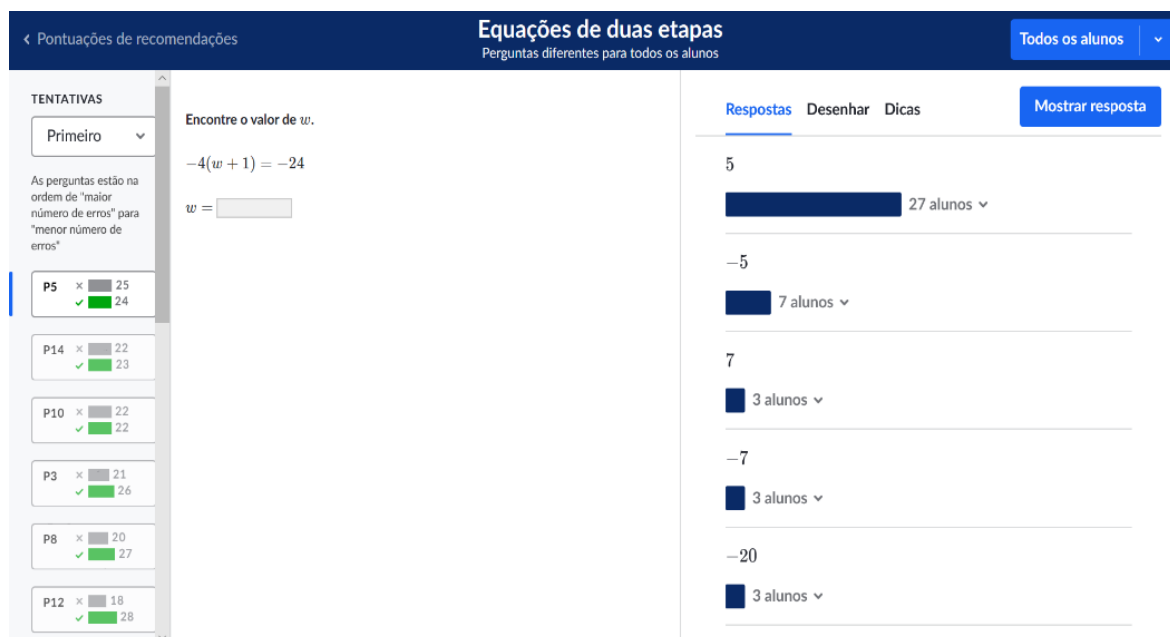 Pontuações de recomendações
Equações de duas etapas
Perguntas diferentes para todos os alunos
Todos os alunos
TENTATIVAS
Primeiro
As perguntas estão na
ordem de "maior
número de erros" para
"menor número de
erros"
P5 × 25
✓ 24
P14 × 22
✓ 23
P10 × 22
✓ 22
P3 × 21
✓ 26
P8 × 20
✓ 27
P12 × 18
✓ 28
Encontre o valor de w.
−4(w + 1) = −24
w =
Respostas Desenhar Dicas
Mostrar resposta
5
27 alunos
−5
7 alunos
7
3 alunos
−7
3 alunos
−20
3 alunos